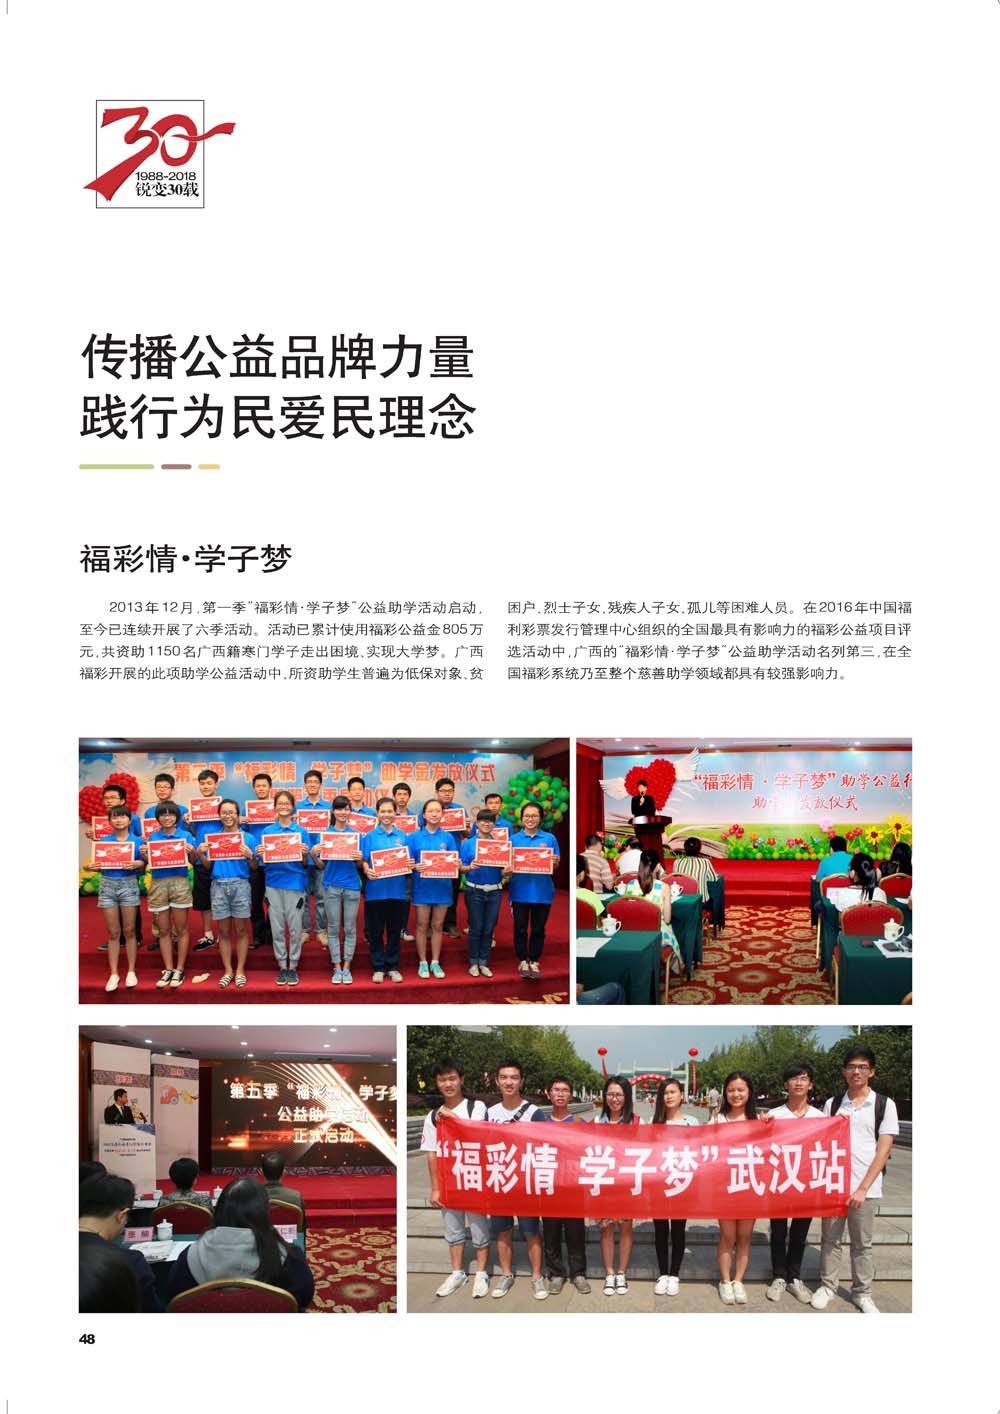 30
1988-2018
锐变30载
传播公益品牌力量
践行为民爱民理念
福彩情·学子梦
2013年12月,第一季“福彩情·学子梦”公益助学活动启动,
至今已连续开展了六季活动。活动已累计使用福彩公益金805万
元,共资助1150名广西籍寒门学子走出困境、实现大学梦。广西
福彩开展的此项助学公益活动中,所资助学生普遍为低保对象、贫
困户、烈士子女、残疾人子女、孤儿等困难人员。在2016年中国福
利彩票发行管理中心组织的全国最具有影响力的福彩公益项目评
选活动中,广西的“福彩情·学子梦”公益助学活动名列第三,在全
国福彩系统乃至整个慈善助学领域都具有较强影响力。
“福彩情·学子梦”助学金发放仪式
“福彩情·学子梦”助学公益行
助学 发放仪式
第五季“福彩情·学子梦
公益助学活动
正式启动
“福彩情 学子梦”武汉站
48